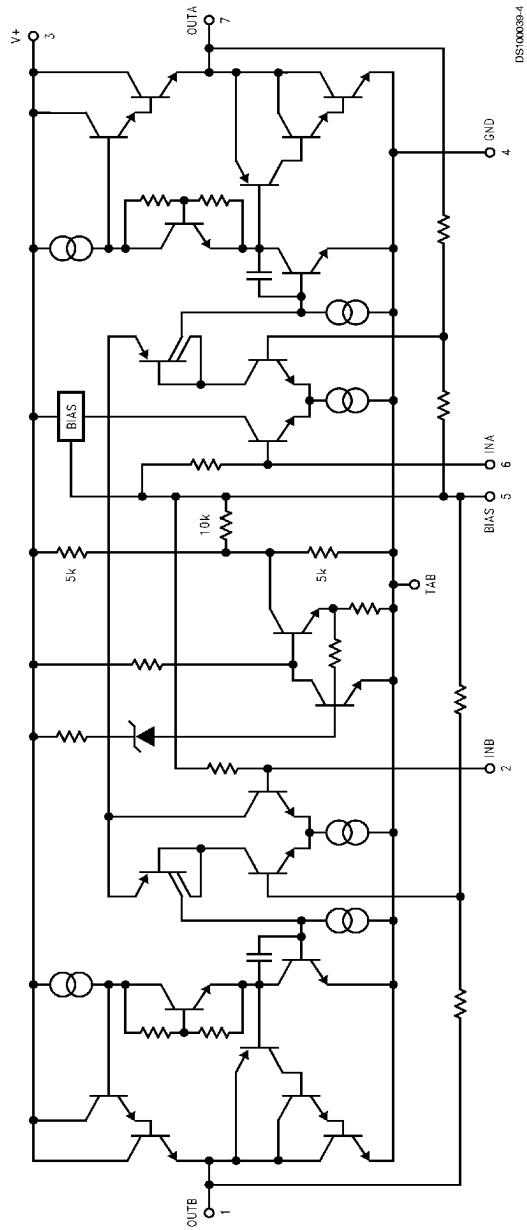 V+
3
OUTA
7
GND
4
BIAS
INA
6
BIAS
5
10k
5k
5k
TAB
INB
2
OUTB
1
DS100039-4